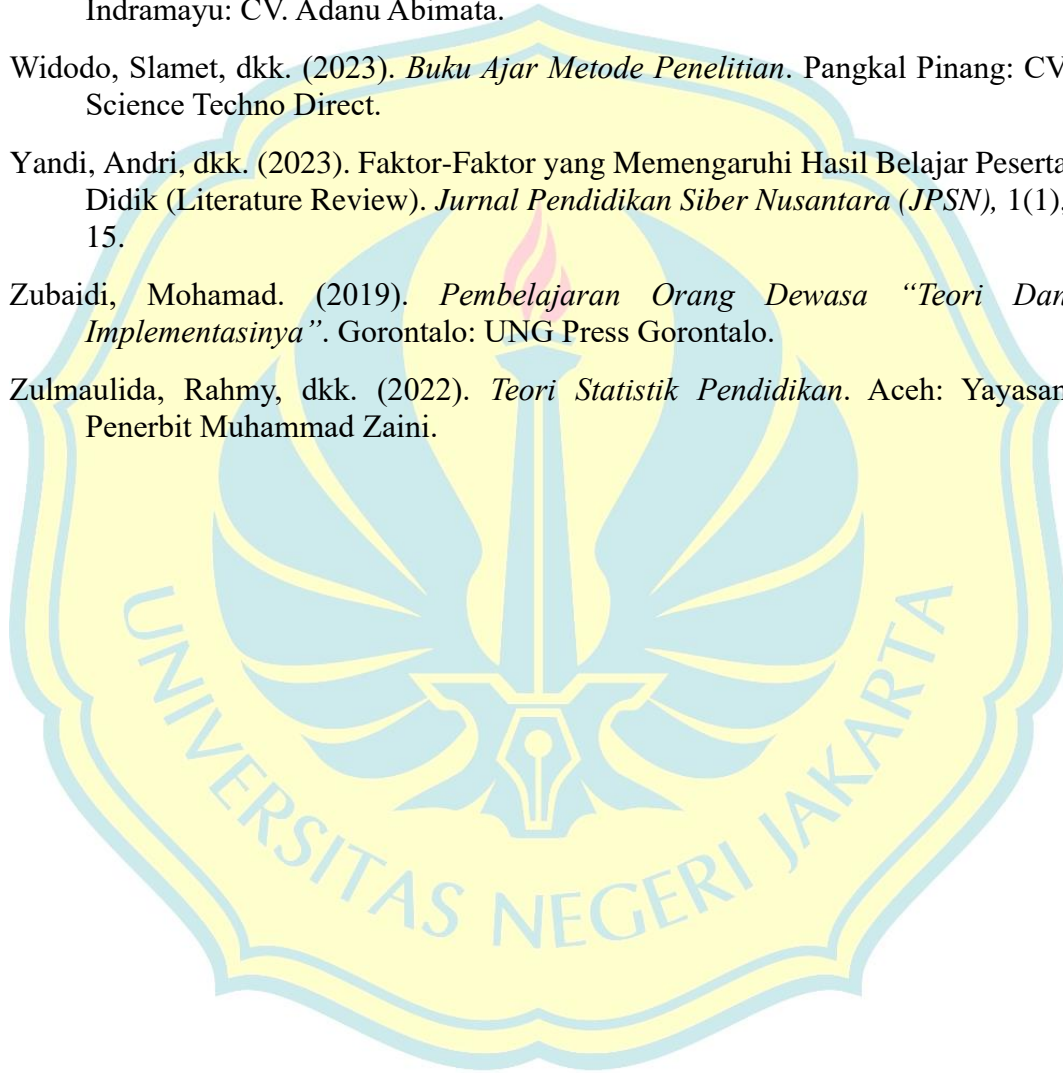 Indramayu: CV. Adanu Abimata.
Widodo, Slamet, dkk. (2023). Buku Ajar Metode Penelitian. Pangkal Pinang: CV
Science Techno Direct.
Yandi, Andri, dkk. (2023). Faktor-Faktor yang Memengaruhi Hasil Belajar Peserta
Didik (Literature Review). Jurnal Pendidikan Siber Nusantara (JPSN), 1(1),
15.
Zubaidi, Mohamad. (2019). Pembelajaran Orang Dewasa “Teori Dan
Implementasinya”. Gorontalo: UNG Press Gorontalo.
Zulmaulida, Rahmy, dkk. (2022). Teori Statistik Pendidikan. Aceh: Yayasan
Penerbit Muhammad Zaini.
UNIVERSITAS NEGERI JAKARTA